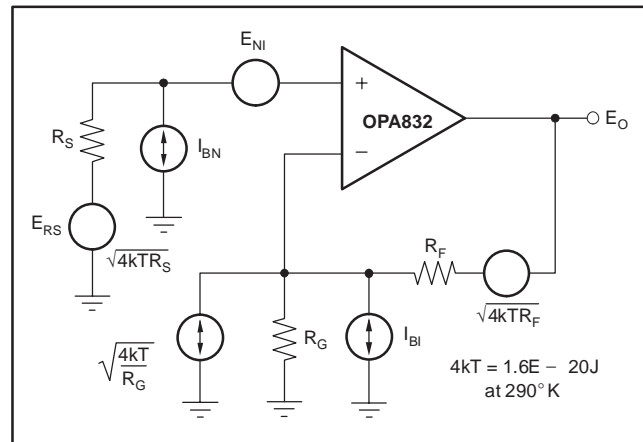 E_NI
+
OPA832
−
E_O
R_S
I_BN
E_RS
√4kTR_S
R_F
√4kTR_F
√4kT/R_G
R_G
I_BI
4kT = 1.6E − 20J
at 290°K